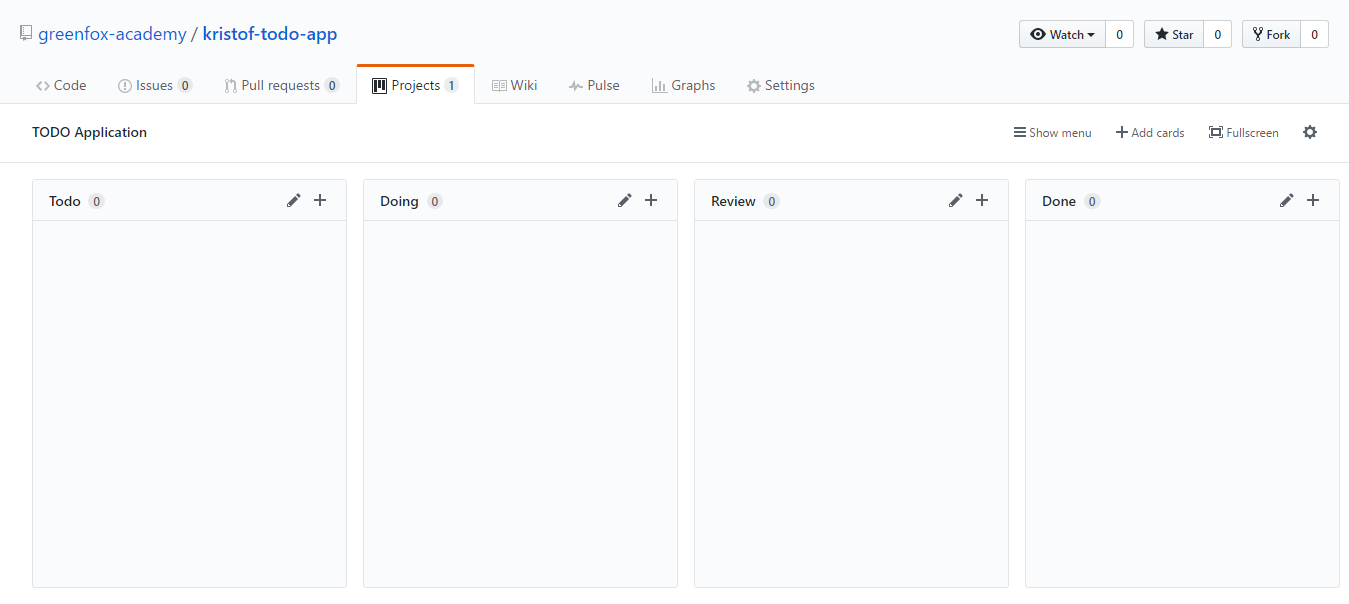 greenfox-academy / kristof-todo-app
Watch 0 Star 0 Fork 0
Code Issues 0 Pull requests 0 Projects 1 Wiki Pulse Graphs Settings
TODO Application
Show menu Add cards Fullscreen
Todo 0 Doing 0 Review 0 Done 0